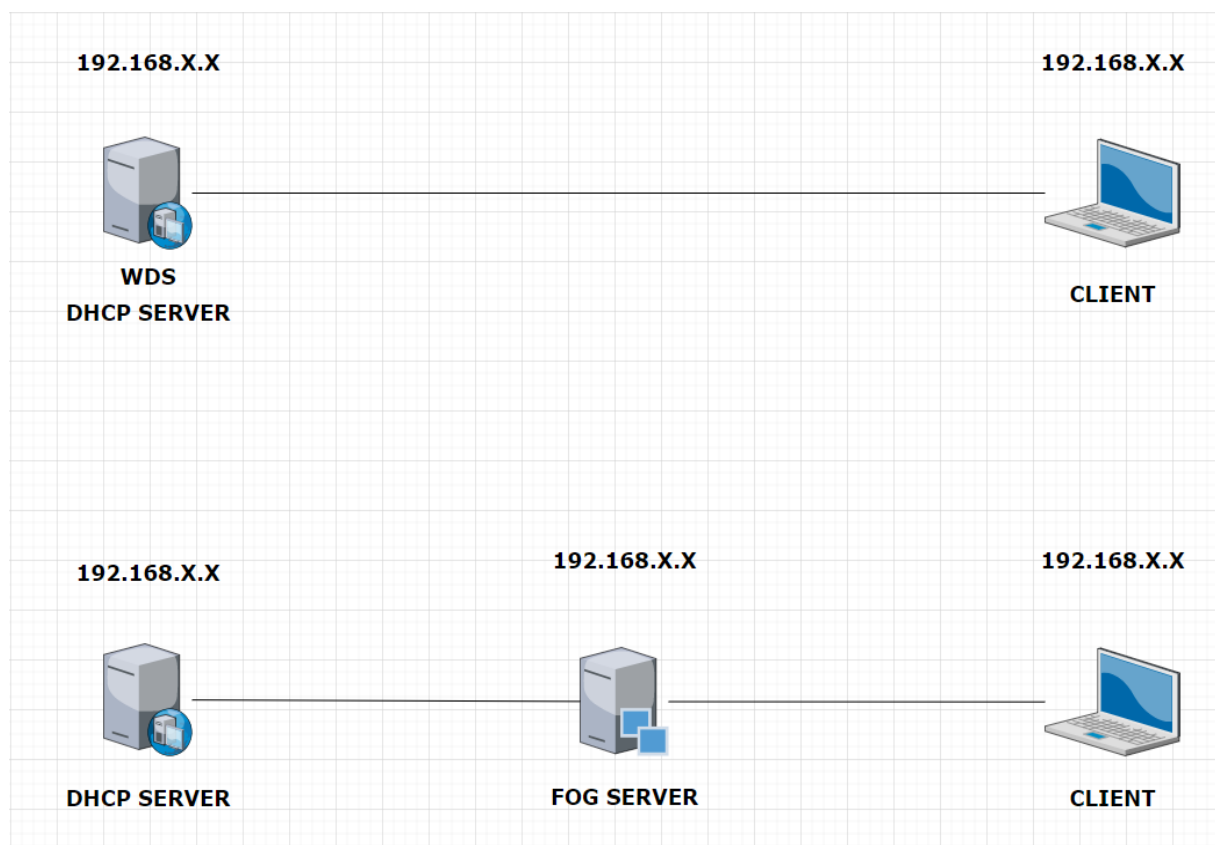 192.168.X.X
192.168.X.X
WDS
DHCP SERVER
CLIENT
192.168.X.X
192.168.X.X
192.168.X.X
DHCP SERVER
FOG SERVER
CLIENT